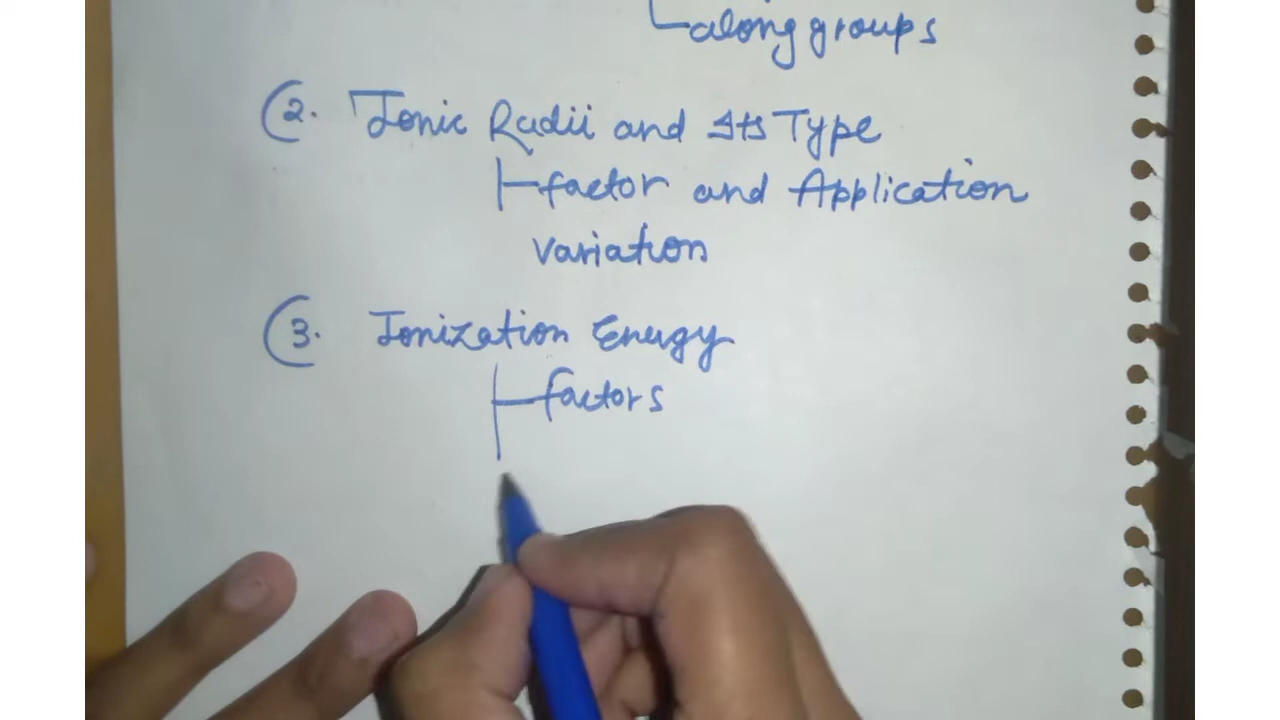 along groups
2. Ionic Radii and Its Type
factor and Application
Variation
3. Ionization Energy
factors